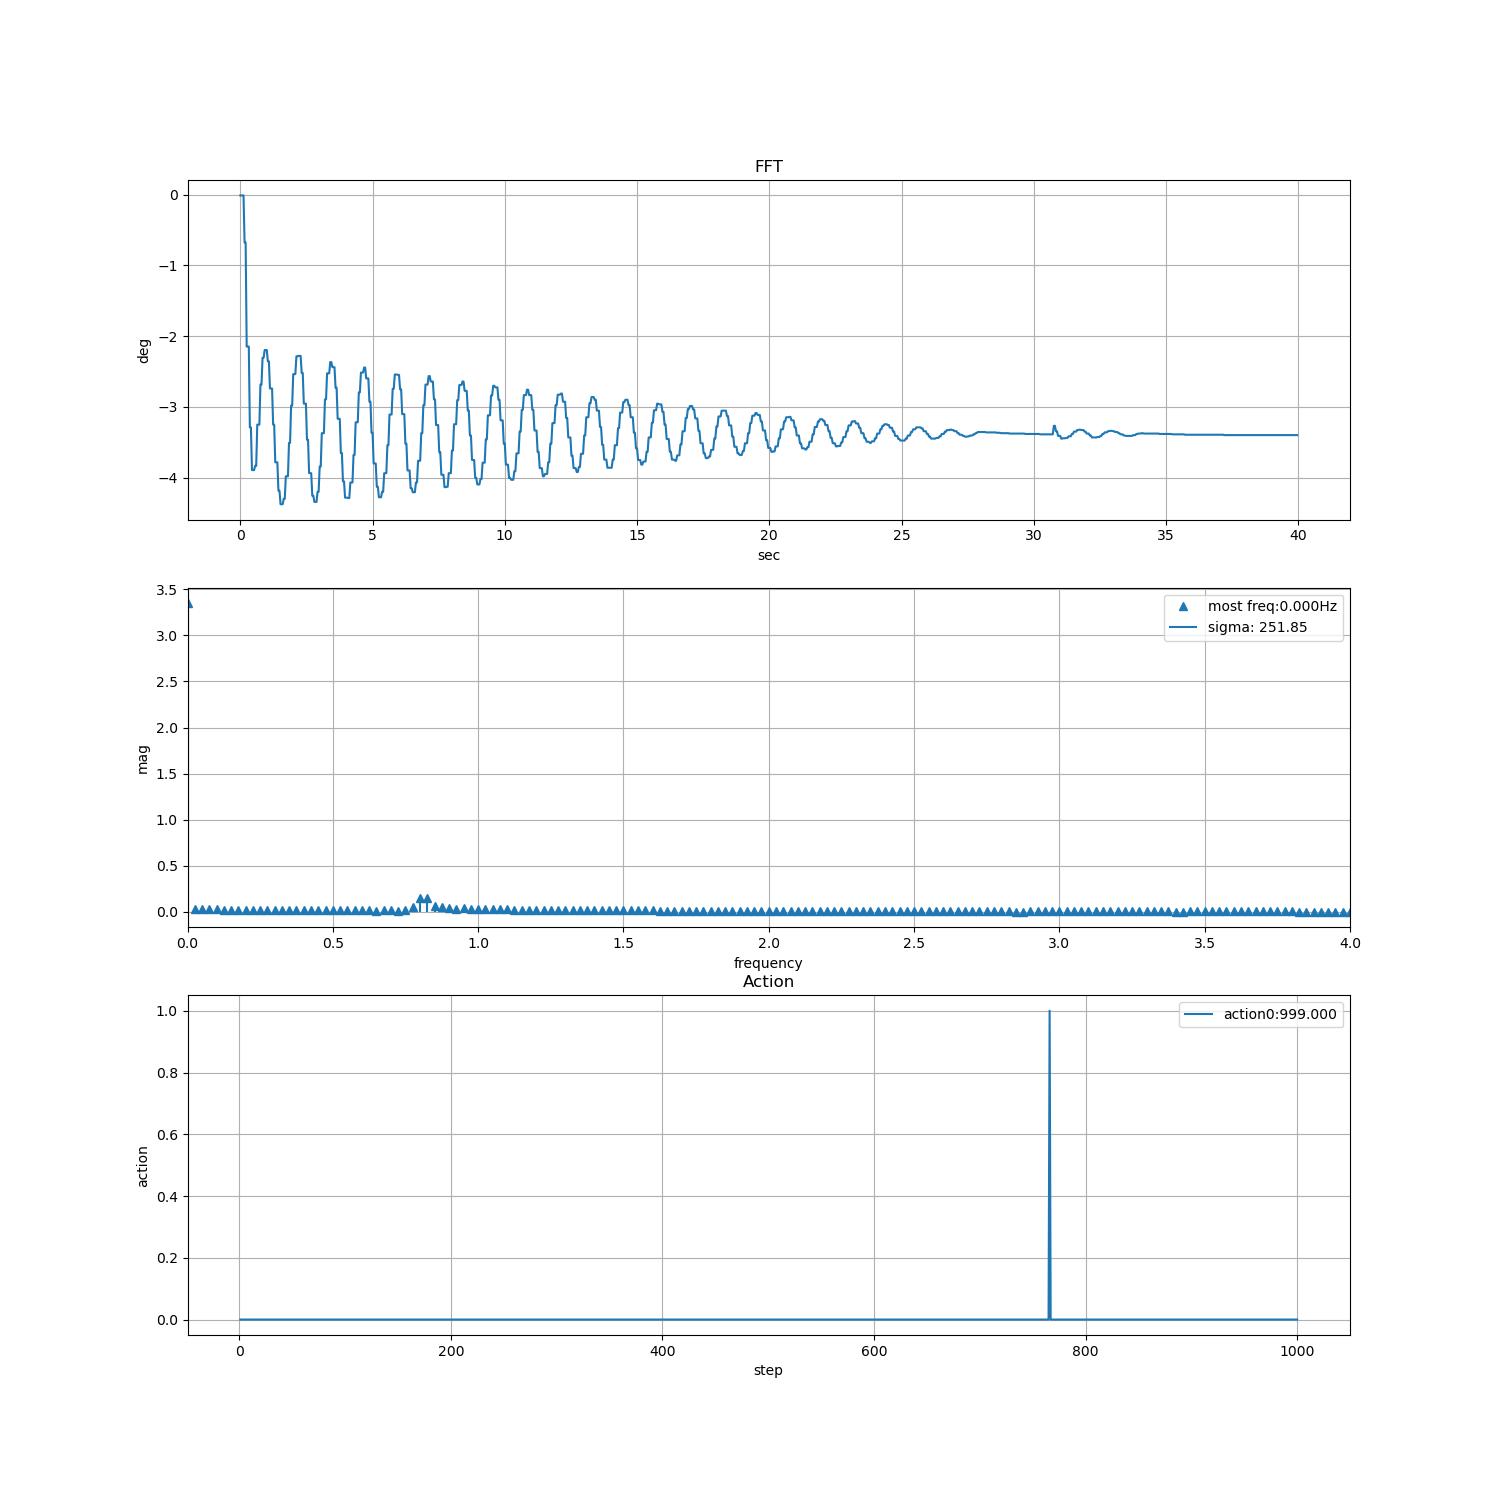 FFT
0
−1
−2
−3
−4
deg
0 5 10 15 20 25 30 35 40
sec
3.5
3.0
2.5
2.0
1.5
1.0
0.5
0.0
mag
most freq:0.000Hz
sigma: 251.85
0.0 0.5 1.0 1.5 2.0 2.5 3.0 3.5 4.0
frequency
Action
1.0
0.8
0.6
0.4
0.2
0.0
action
action0:999.000
0 200 400 600 800 1000
step